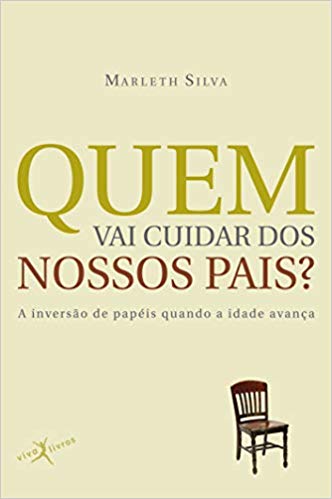 Marleth Silva
QUEM
VAI CUIDAR DOS
NOSSOS PAIS?
A inversão de papéis quando a idade avança
viva livros